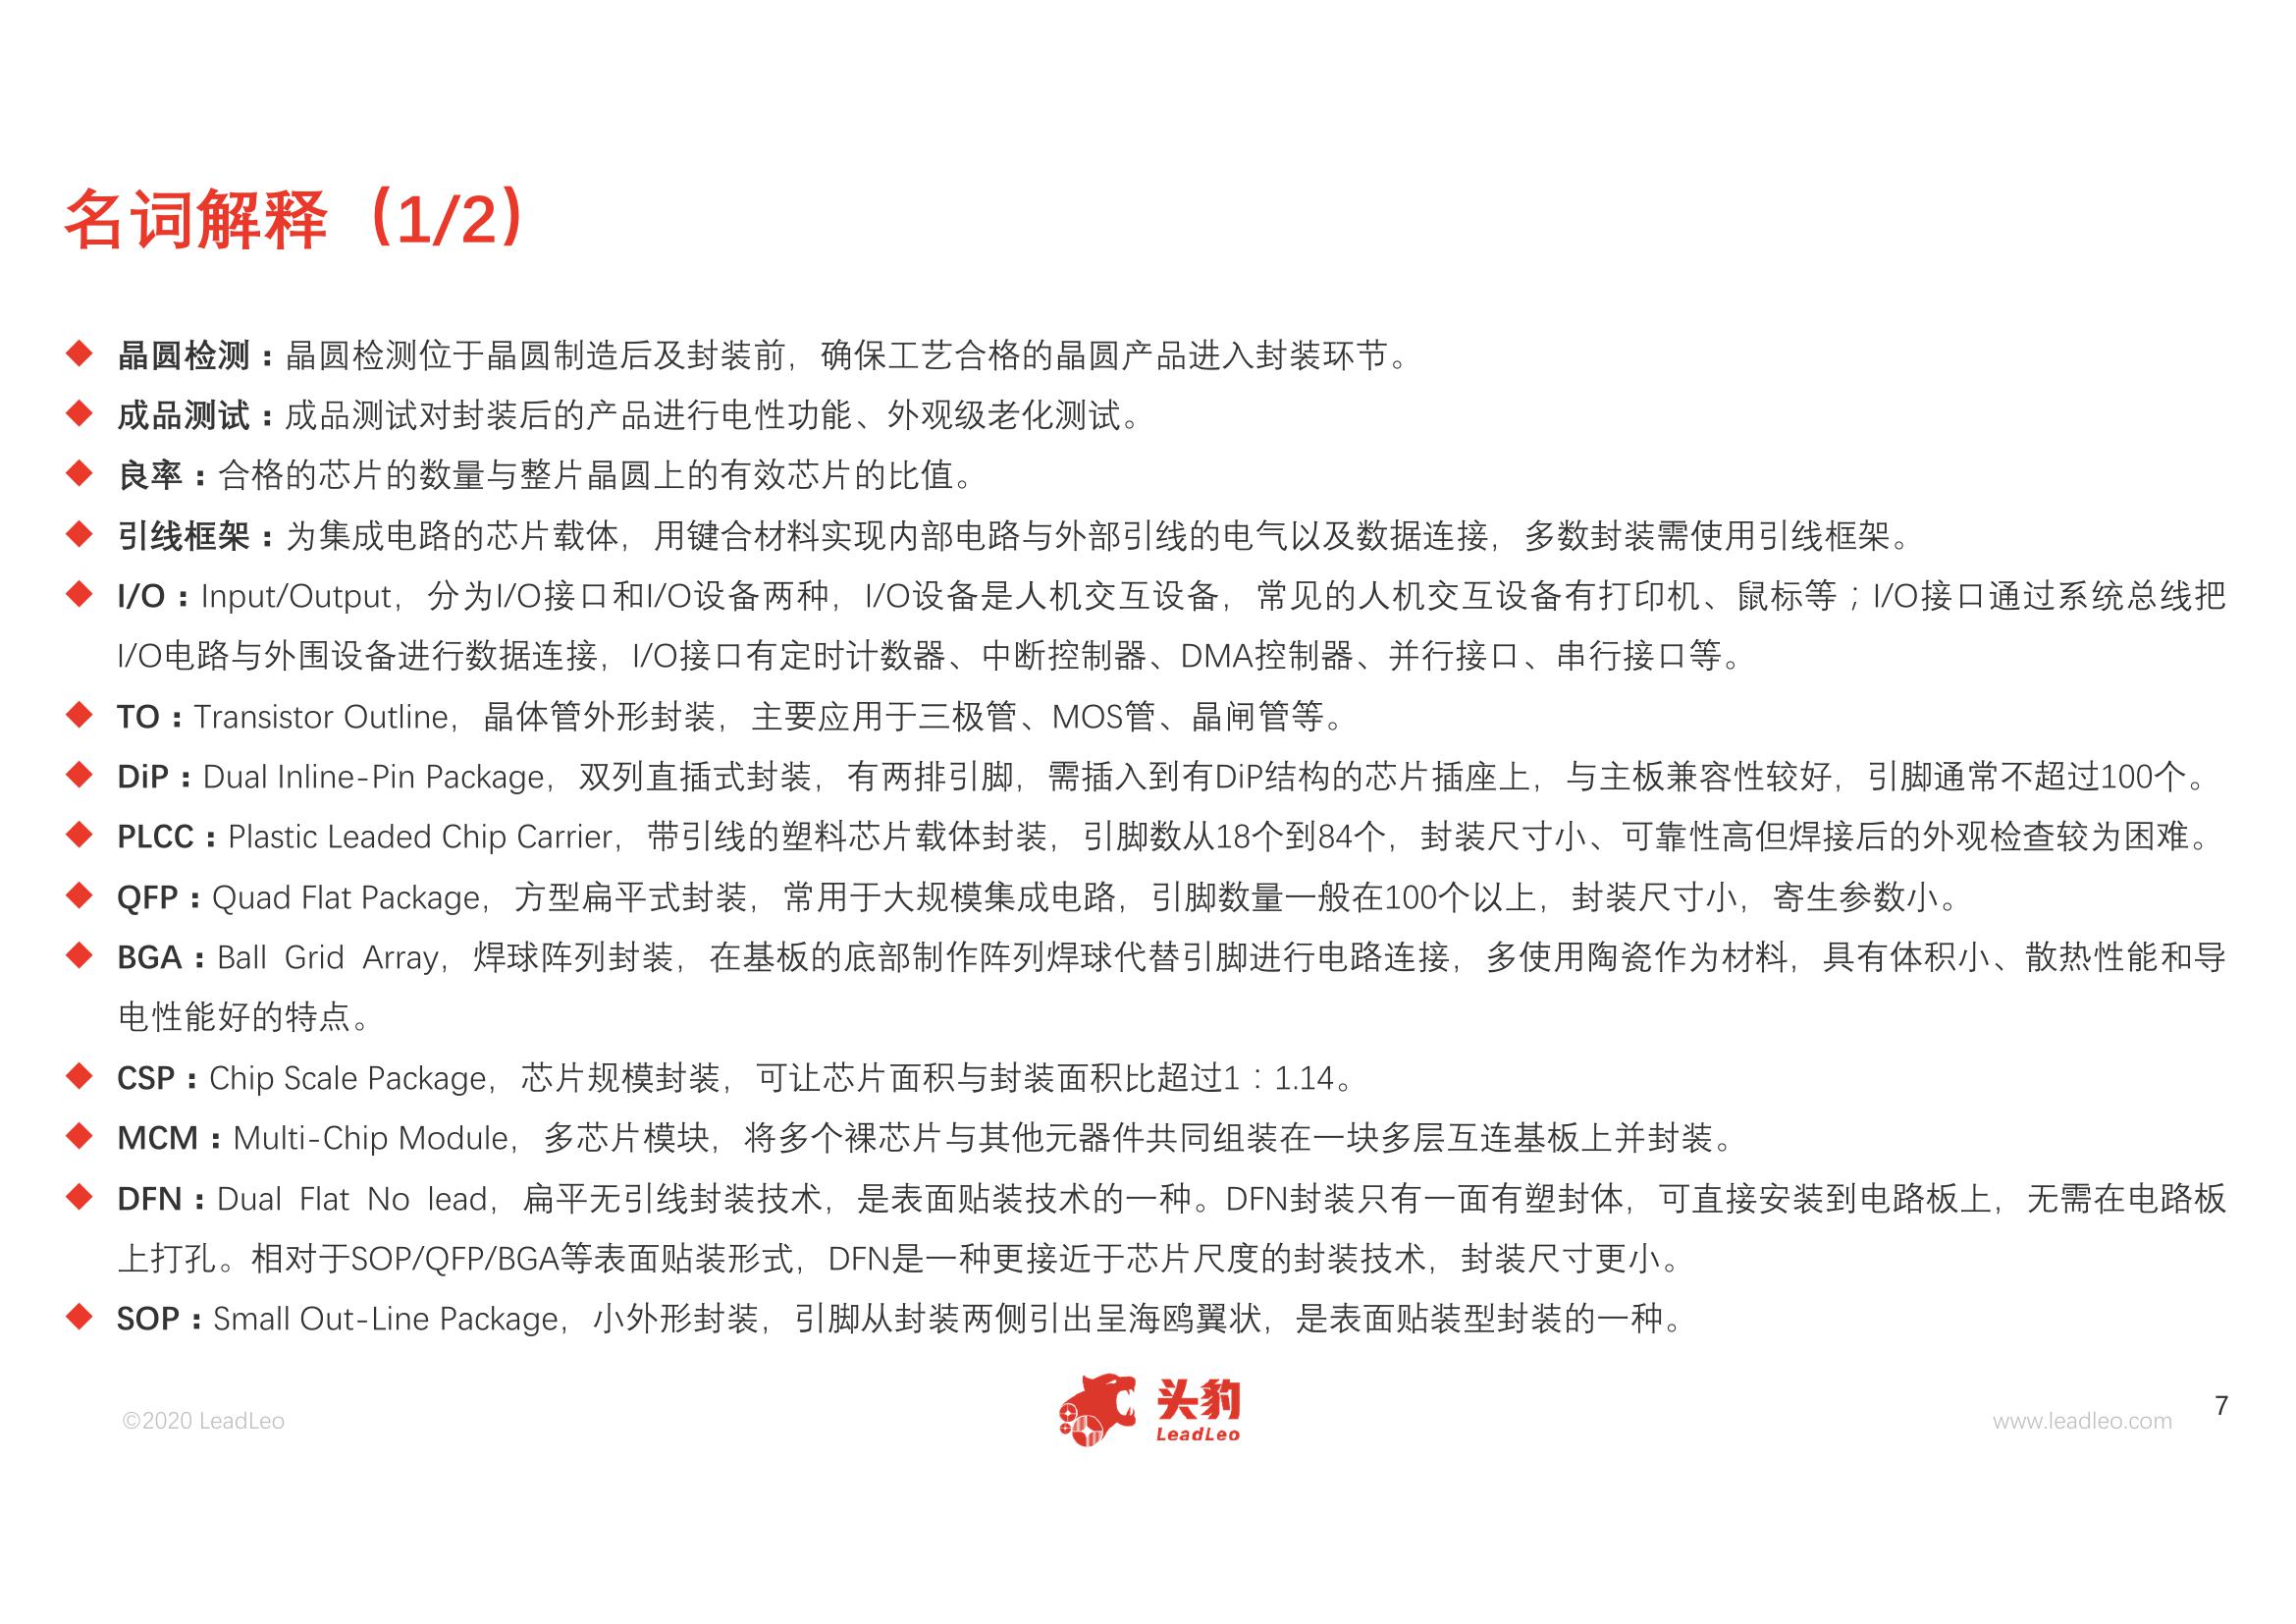 名词解释（1/2）
晶圆检测：晶圆检测位于晶圆制造后及封装前，确保工艺合格的晶圆产品进入封装环节。
成品测试：成品测试对封装后的产品进行电性功能、外观级老化测试。
良率：合格的芯片的数量与整片晶圆上的有效芯片的比值。
引线框架：为集成电路的芯片载体，用键合材料实现内部电路与外部引线的电气以及数据连接，多数封装需使用引线框架。
I/O：Input/Output，分为I/O接口和I/O设备两种，I/O设备是人机交互设备，常见的人机交互设备有打印机、鼠标等；I/O接口通过系统总线把
I/O电路与外围设备进行数据连接，I/O接口有定时计数器、中断控制器、DMA控制器、并行接口、串行接口等。
TO：Transistor Outline，晶体管外形封装，主要应用于三极管、MOS管、晶闸管等。
DiP：Dual Inline-Pin Package，双列直插式封装，有两排引脚，需插入到有DiP结构的芯片插座上，与主板兼容性较好，引脚通常不超过100个。
PLCC：Plastic Leaded Chip Carrier，带引线的塑料芯片载体封装，引脚数从18个到84个，封装尺寸小、可靠性高但焊接后的外观检查较为困难。
QFP：Quad Flat Package，方型扁平式封装，常用于大规模集成电路，引脚数量一般在100个以上，封装尺寸小，寄生参数小。
BGA：Ball Grid Array，焊球阵列封装，在基板的底部制作阵列焊球代替引脚进行电路连接，多使用陶瓷作为材料，具有体积小、散热性能和导
电性能好的特点。
CSP：Chip Scale Package，芯片规模封装，可让芯片面积与封装面积比超过1：1.14。
MCM：Multi-Chip Module，多芯片模块，将多个裸芯片与其他元器件共同组装在一块多层互连基板上并封装。
DFN：Dual Flat No lead，扁平无引线封装技术，是表面贴装技术的一种。DFN封装只有一面有塑封体，可直接安装到电路板上，无需在电路板
上打孔。相对于SOP/QFP/BGA等表面贴装形式，DFN是一种更接近于芯片尺度的封装技术，封装尺寸更小。
SOP：Small Out-Line Package，小外形封装，引脚从封装两侧引出呈海鸥翼状，是表面贴装型封装的一种。
©2020 LeadLeo
头豹
LeadLeo
www.leadleo.com
7